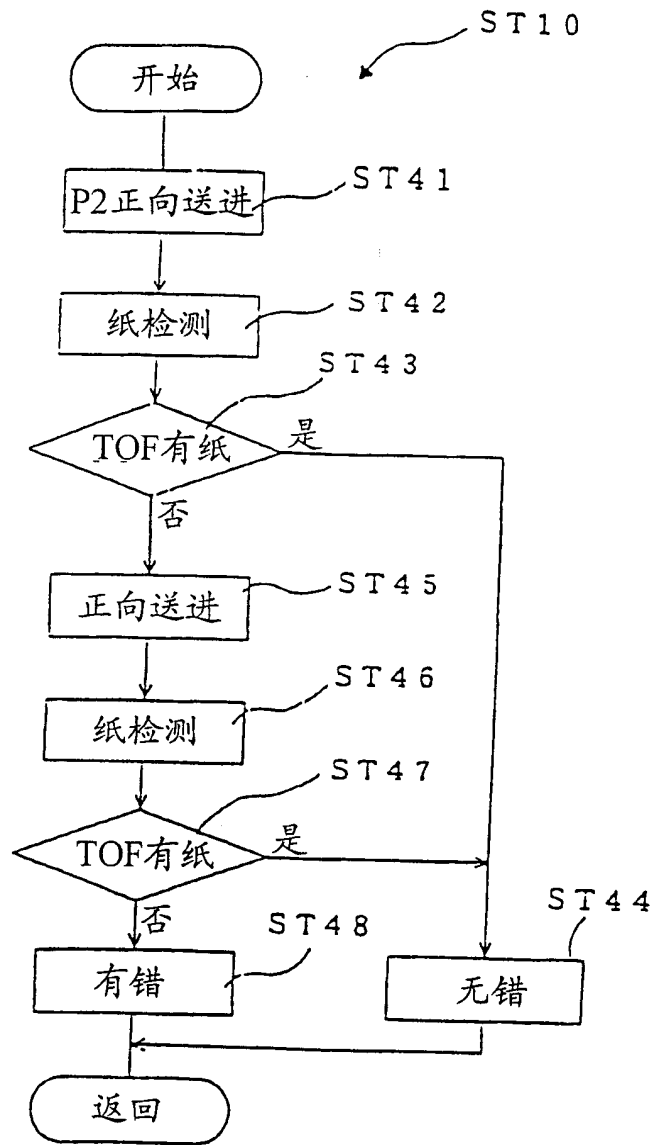 ST10
开始
P2正向送进
ST41
纸检测
ST42
TOF有纸
ST43
是
否
正向送进
ST45
纸检测
ST46
TOF有纸
ST47
是
否
有错
ST48
无错
ST44
返回